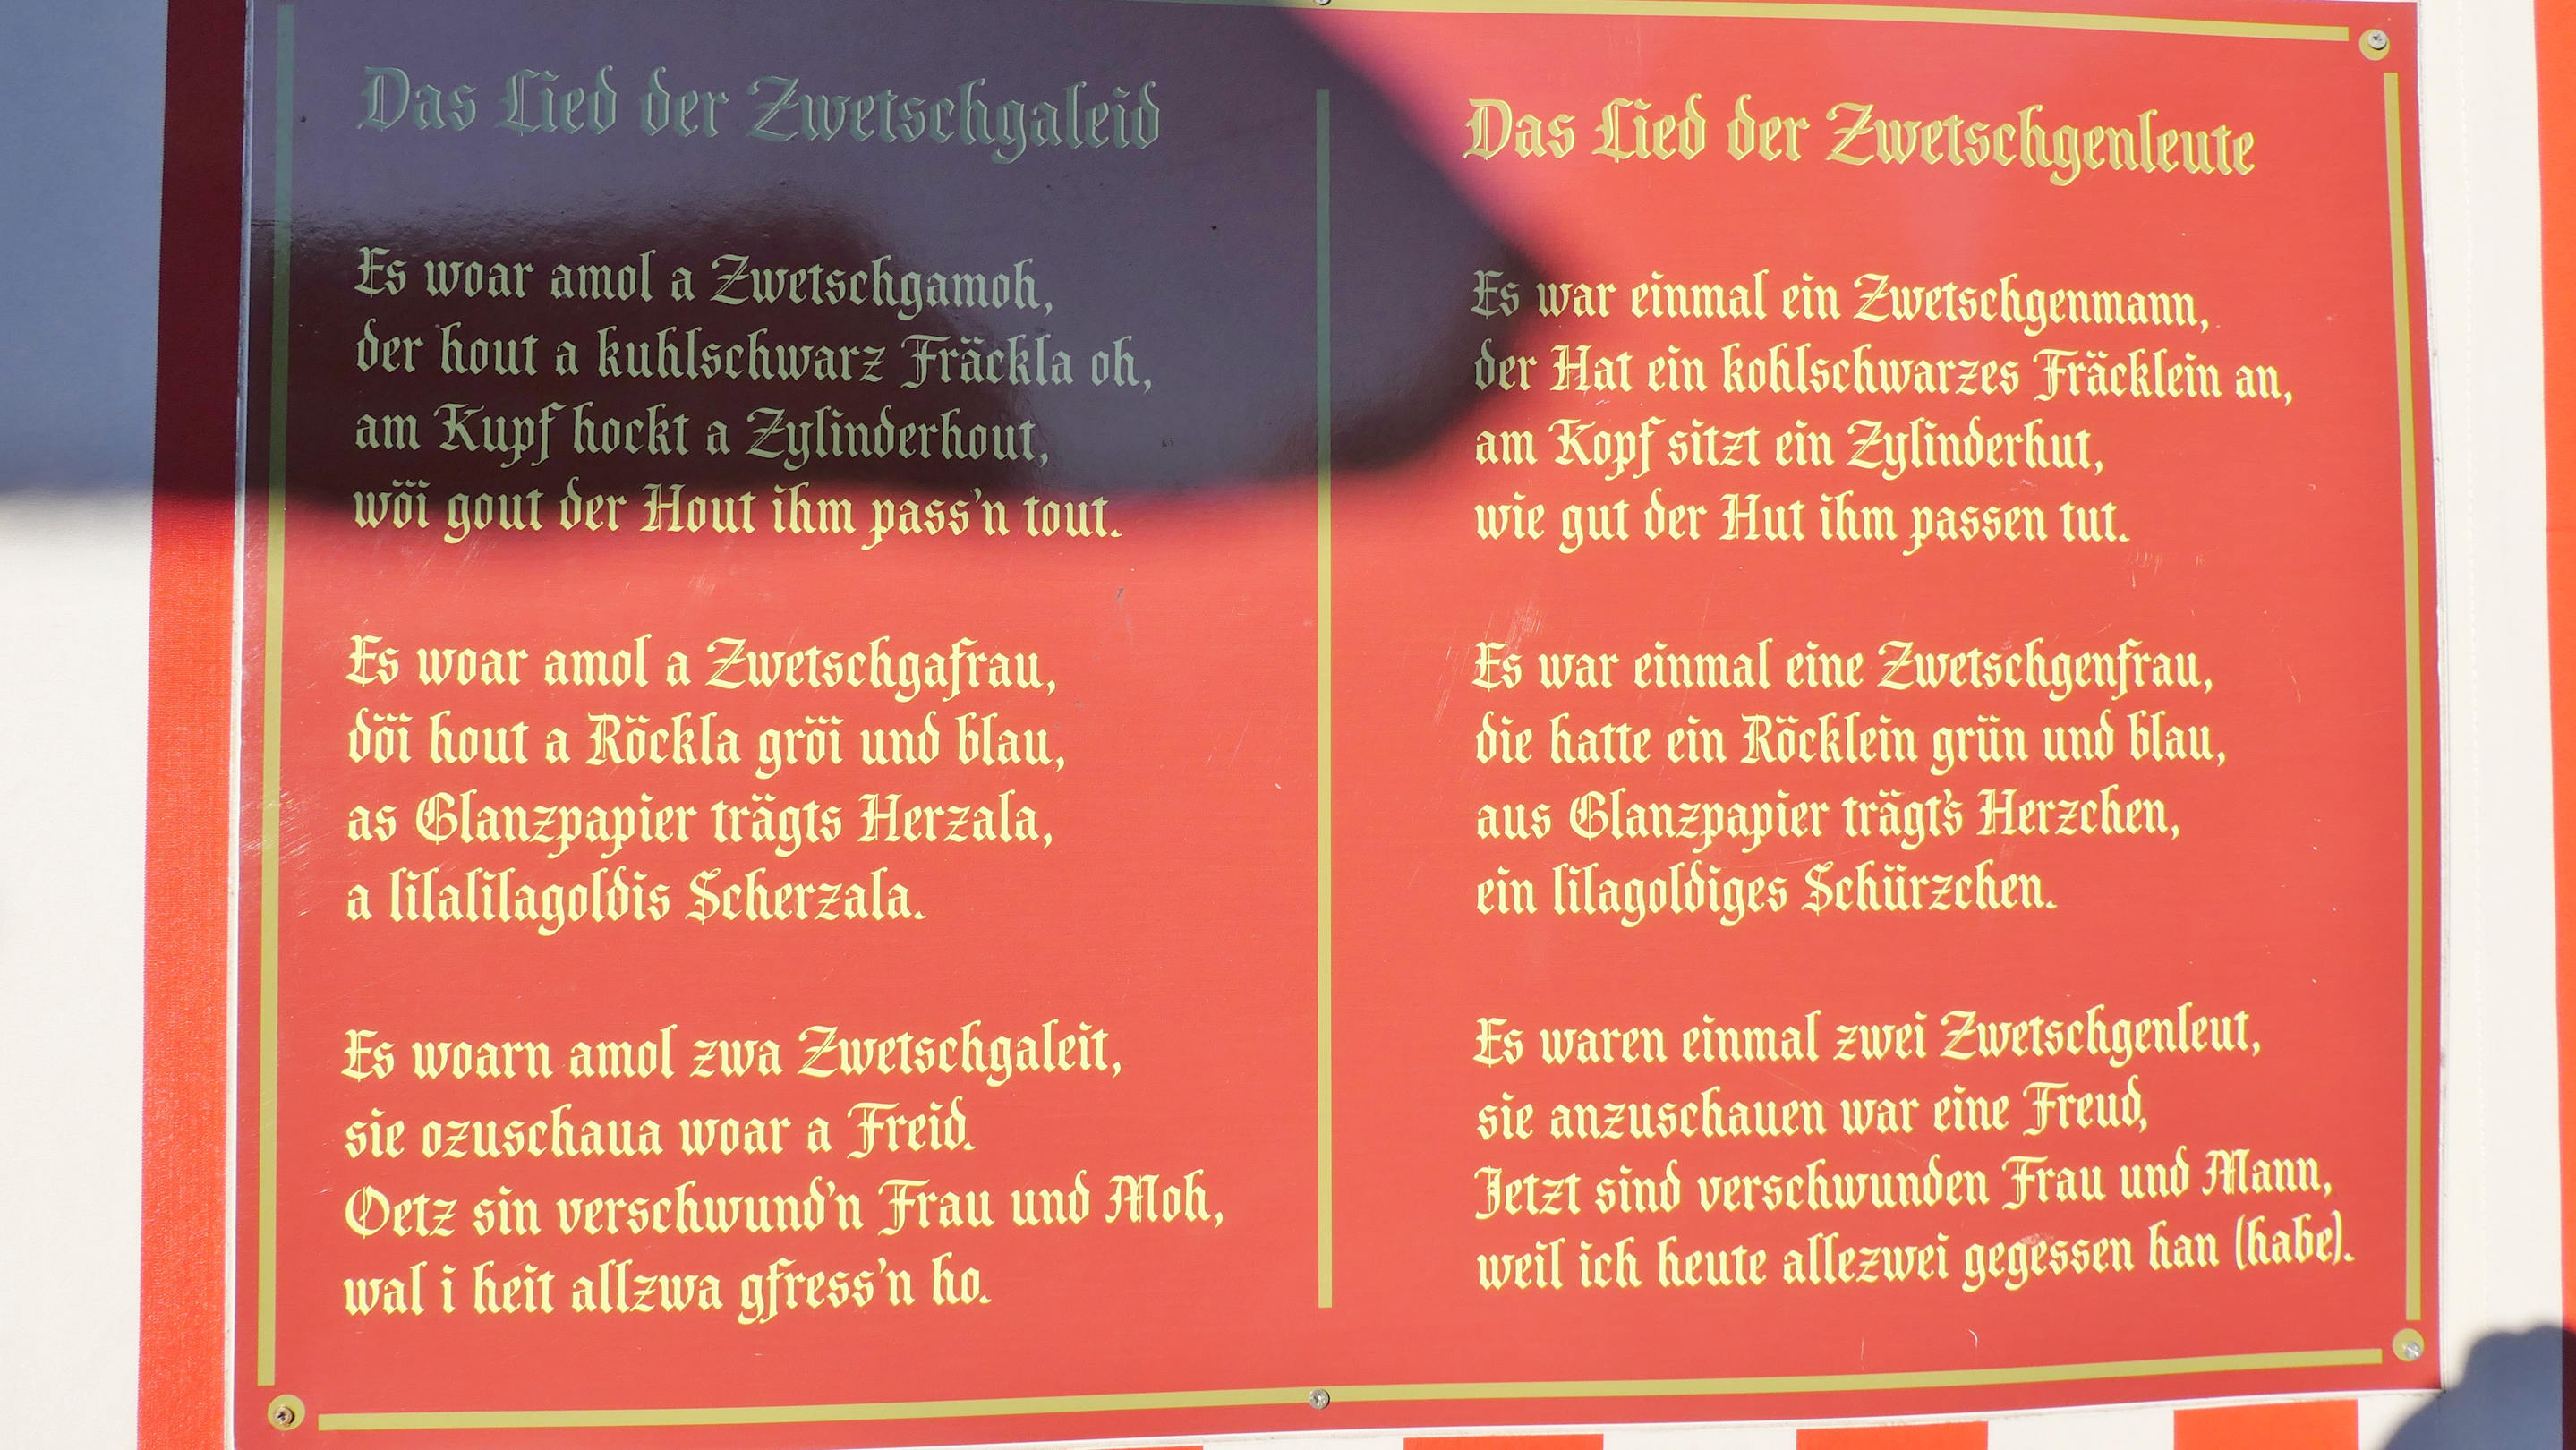 Das Lied der Zwetschgaleid
Es woar amol a Zwetschgamoh,
der hout a kuhlschwarz Fräckla oh,
am Kupf hockt a Zylinderhout,
wöi gout der Hout ihm pass'n tout.
Es woar amol a Zwetschgafrau,
döi hout a Röckla gröi und blau,
as Glanzpapier trägts Herzala,
a lilalilagoldis Scherzala.
Es woarn amol zwa Zwetschgaleit,
sie ozuschaua woar a Freid.
Oetz sin verschwund'n Frau und Moh,
wal i heit allzwa gfress'n ho.
Das Lied der Zwetschgenleute
Es war einmal ein Zwetschgenmann,
der Hat ein kohlschwarzes Fräcklein an,
am Kopf sitzt ein Zylinderhut,
wie gut der Hut ihm passen tut.
Es war einmal eine Zwetschgenfrau,
die hatte ein Röcklein grün und blau,
aus Glanzpapier trägt's Herzchen,
ein lilagoldiges Schürzchen.
Es waren einmal zwei Zwetschgenleut,
sie anzuschauen war eine Freud,
Jetzt sind verschwunden Frau und Mann,
weil ich heute allezwei gegessen han (habe).